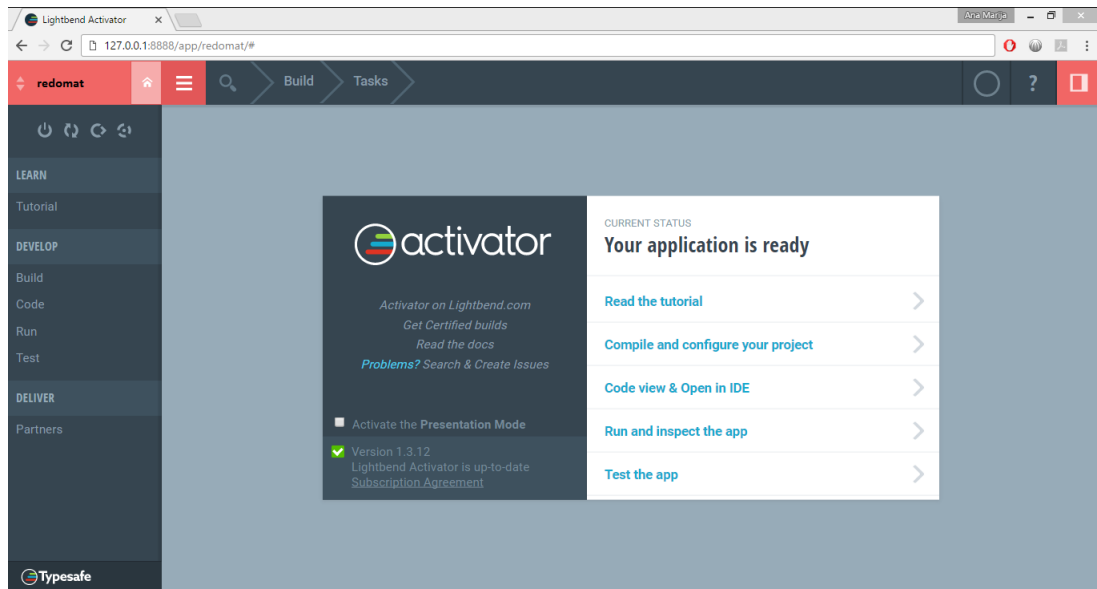 Lightbend Activator
Ana Marija
127.0.0.1:8888/app/redomat/#
redomat
Build
Tasks
?
LEARN
Tutorial
DEVELOP
Build
Code
Run
Test
DELIVER
Partners
Typesafe
activator
Activator on Lightbend.com
Get Certified builds
Read the docs
Problems? Search & Create Issues
Activate the Presentation Mode
Version 1.3.12
Lightbend Activator is up-to-date
Subscription Agreement
CURRENT STATUS
Your application is ready
Read the tutorial
Compile and configure your project
Code view & Open in IDE
Run and inspect the app
Test the app